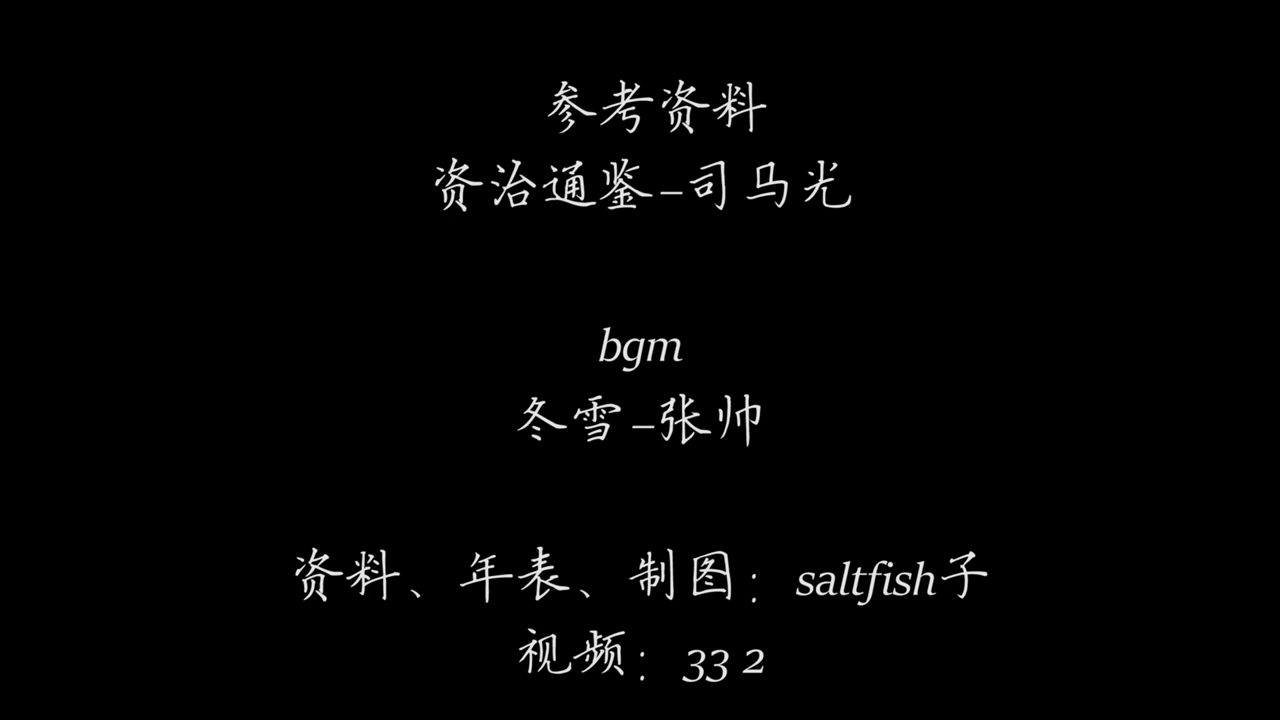 参考资料
资治通鉴-司马光
bgm
冬雪-张帅
资料、年表、制图：saltfish子
视频：33 2